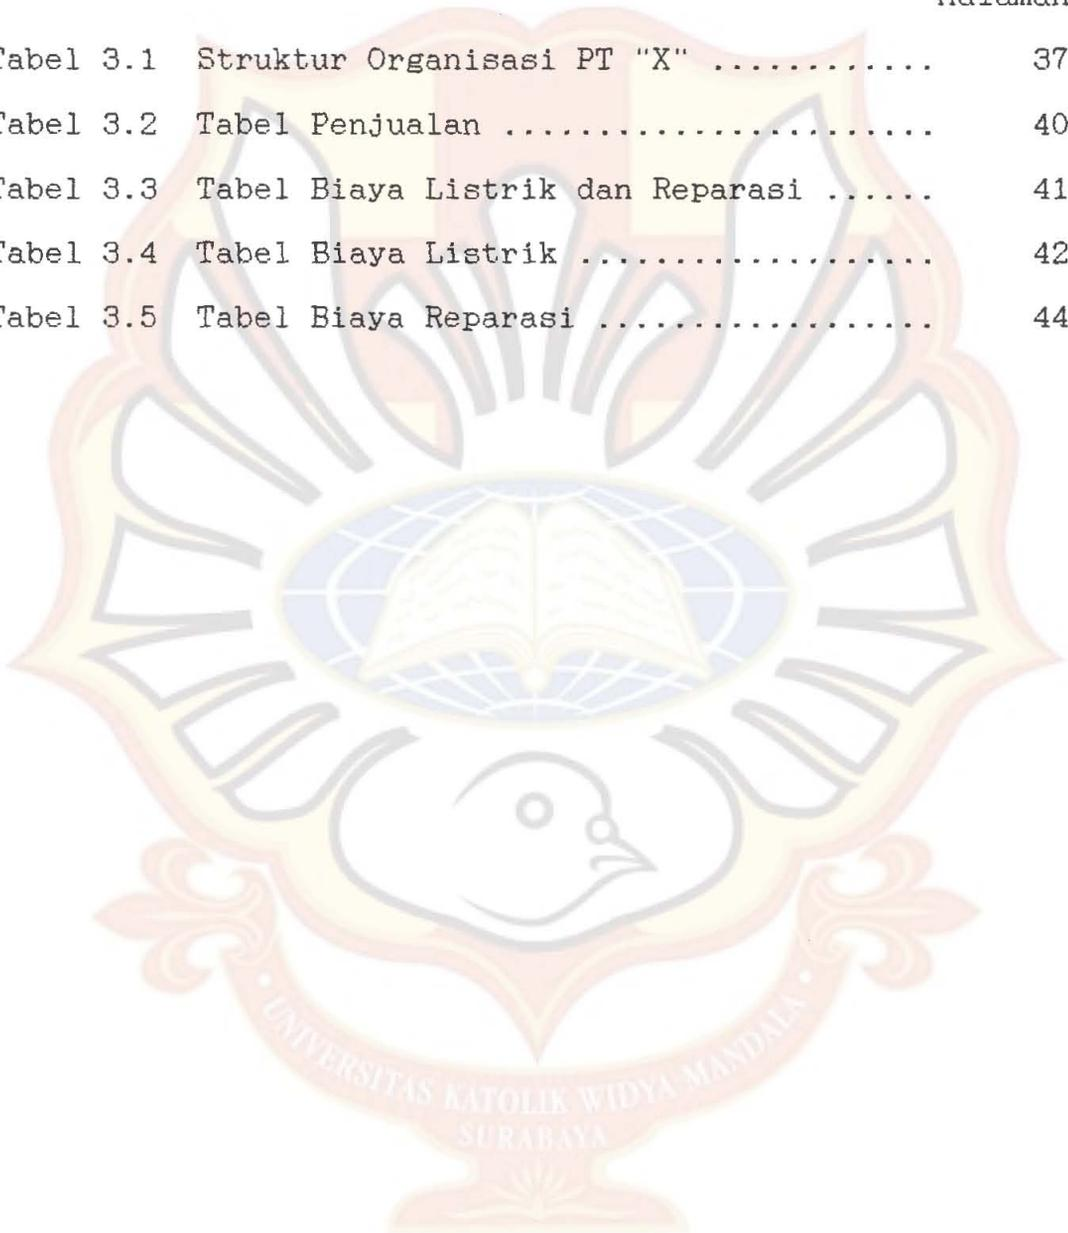 Halaman
Tabel 3.1 Struktur Organisasi PT "X" ............ 37
Tabel 3.2 Tabel Penjualan ....................... 40
Tabel 3.3 Tabel Biaya Listrik dan Reparasi ...... 41
Tabel 3.4 Tabel Biaya Listrik ................... 42
Tabel 3.5 Tabel Biaya Reparasi .................. 44
UNIVERSITAS KATOLIK WIDYA MANDALA
SURABAYA